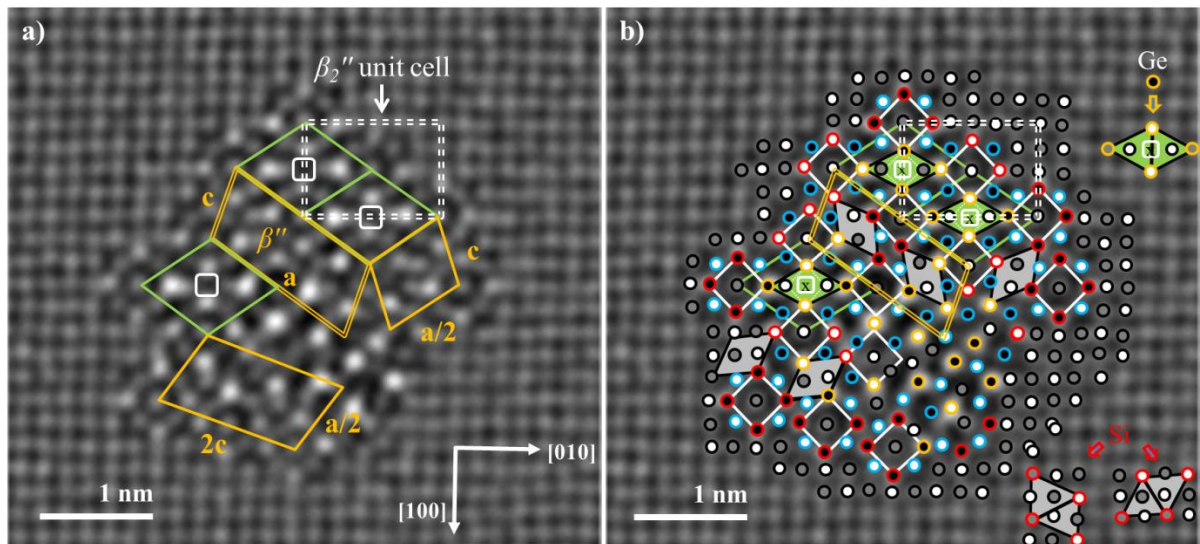 a)
β₂″ unit cell
c
β″
a
c
a/2
2c
a/2
[010]
[100]
1 nm
b)
Ge
x
x
x
x
Si
1 nm